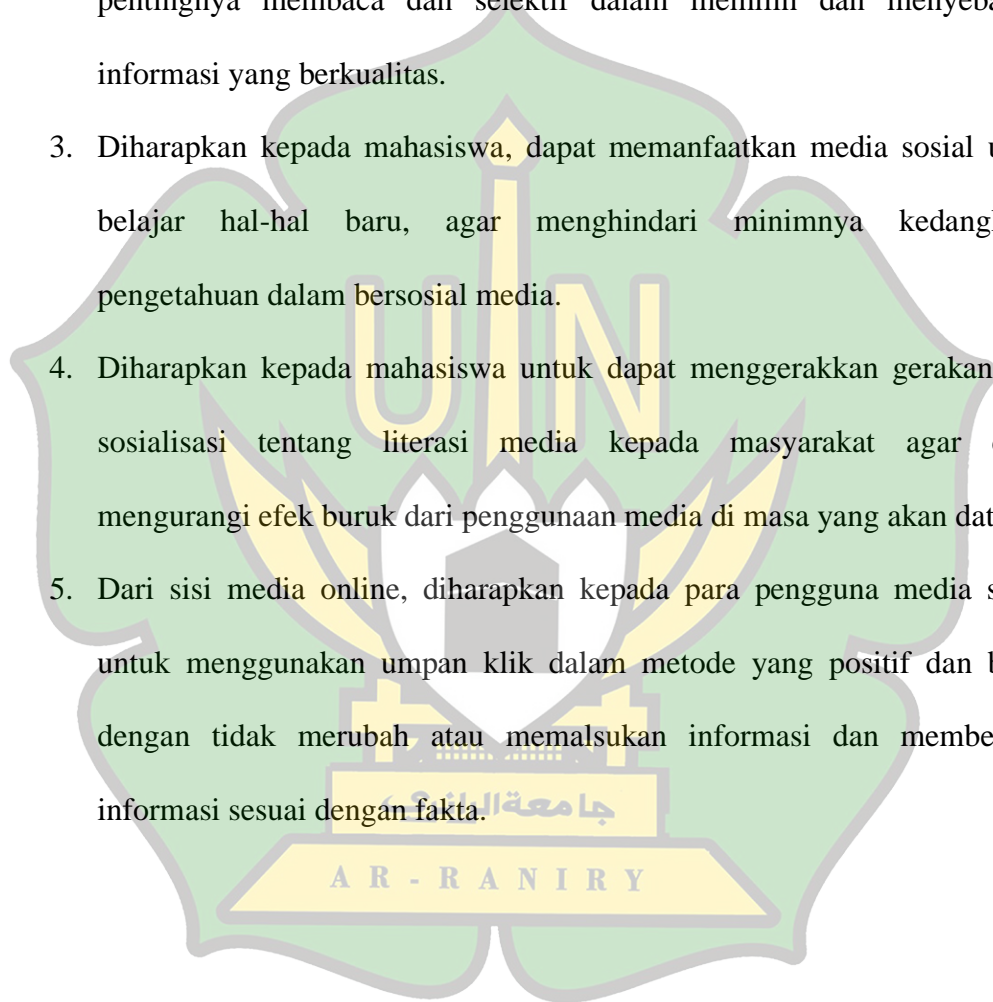 pentingnya membaca dan selektif dalam memilih dan
informasi yang berkualitas.
3. Diharapkan kepada mahasiswa, dapat memanfaatkan media sosial
belajar hal-hal baru, agar menghindari minimnya
pengetahuan dalam bersosial media.
4. Diharapkan kepada mahasiswa untuk dapat menggerakkan gerakan
sosialisasi tentang literasi media kepada masyarakat agar
mengurangi efek buruk dari penggunaan media di masa yang akan
5. Dari sisi media online, diharapkan kepada para pengguna media
untuk menggunakan umpan klik dalam metode yang positif dan
dengan tidak merubah atau memalsukan informasi dan
informasi sesuai dengan fakta.
UIN
جامعةالرانري
AR-RANIRY